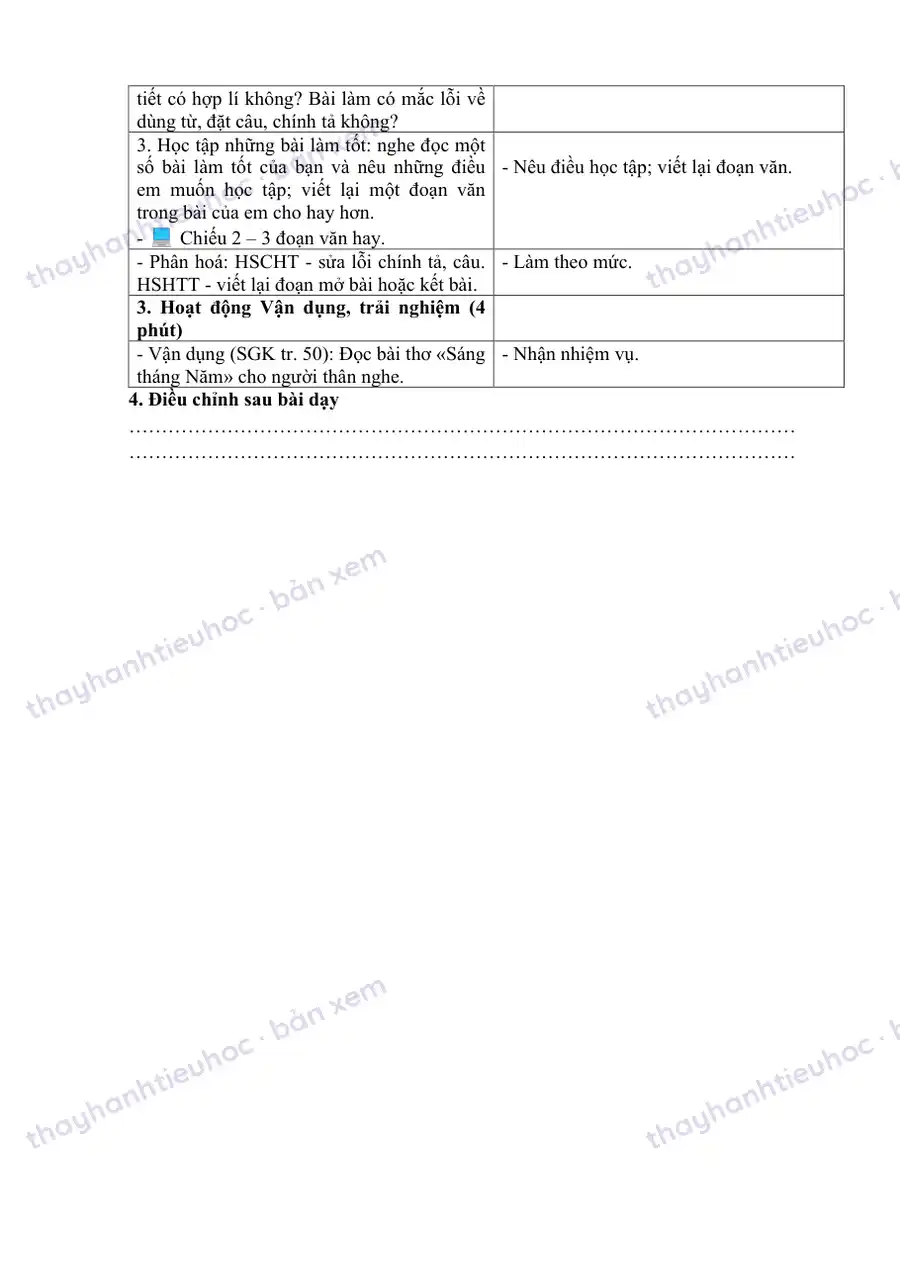 tiết có hợp lí không? Bài làm có mắc lỗi về
dùng từ, đặt câu, chính tả không?
3. Học tập những bài làm tốt: nghe đọc một
số bài làm tốt của bạn và nêu những điều
em muốn học tập; viết lại một đoạn văn
trong bài của em cho hay hơn.
- Chiếu 2 – 3 đoạn văn hay.
- Nêu điều học tập; viết lại đoạn văn.
- Phân hoá: HSCHT - sửa lỗi chính tả, câu.
HSHTT - viết lại đoạn mở bài hoặc kết bài.
- Làm theo mức.
3. Hoạt động Vận dụng, trải nghiệm (4
phút)
- Vận dụng (SGK tr. 50): Đọc bài thơ «Sáng
tháng Năm» cho người thân nghe.
- Nhận nhiệm vụ.
4. Điều chỉnh sau bài dạy
……………………………………………………………………………………………
……………………………………………………………………………………………
thayhanhtieuhoc · bản xem
thayhanhtieuhoc · b
thayhanhtieuhoc · bản xem
thayhanhtieuhoc · b
thayhanhtieuhoc · bản xem
thayhanhtieuhoc · b